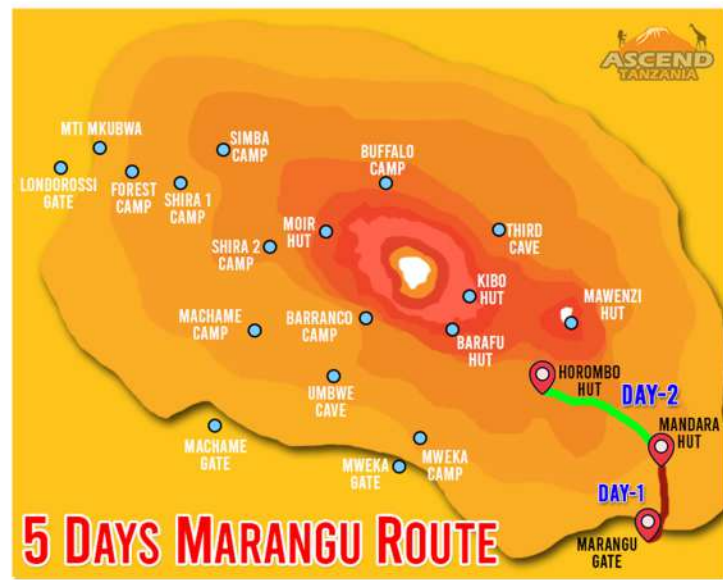 ASCEND
TANZANIA
MTI MKUBWA
SIMBA
CAMP
BUFFALO
CAMP
LONDOROSSI
GATE
FOREST
CAMP
SHIRA 1
CAMP
MOIR
HUT
THIRD
CAVE
SHIRA 2
CAMP
KIBO
HUT
MAWENZI
HUT
MACHAME
CAMP
BARRANCO
CAMP
BARAFU
HUT
HOROMBO
HUT
DAY-2
UMBWE
CAVE
MANDARA
HUT
MACHAME
GATE
MWEKA
CAMP
MWEKA
GATE
DAY-1
MARANGU
GATE
5 DAYS MARANGU ROUTE